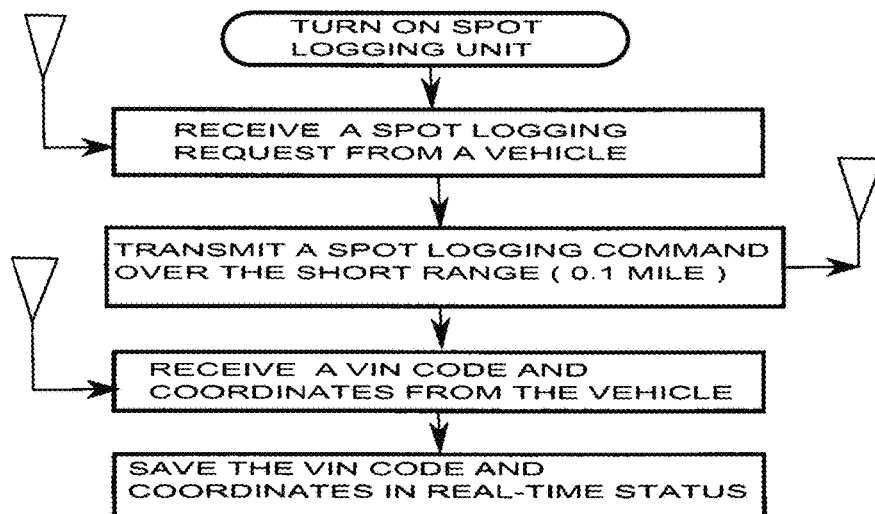 TURN ON SPOT
LOGGING UNIT
RECEIVE A SPOT LOGGING
REQUEST FROM A VEHICLE
TRANSMIT A SPOT LOGGING COMMAND
OVER THE SHORT RANGE ( 0.1 MILE )
RECEIVE A VIN CODE AND
COORDINATES FROM THE VEHICLE
SAVE THE VIN CODE AND
COORDINATES IN REAL-TIME STATUS